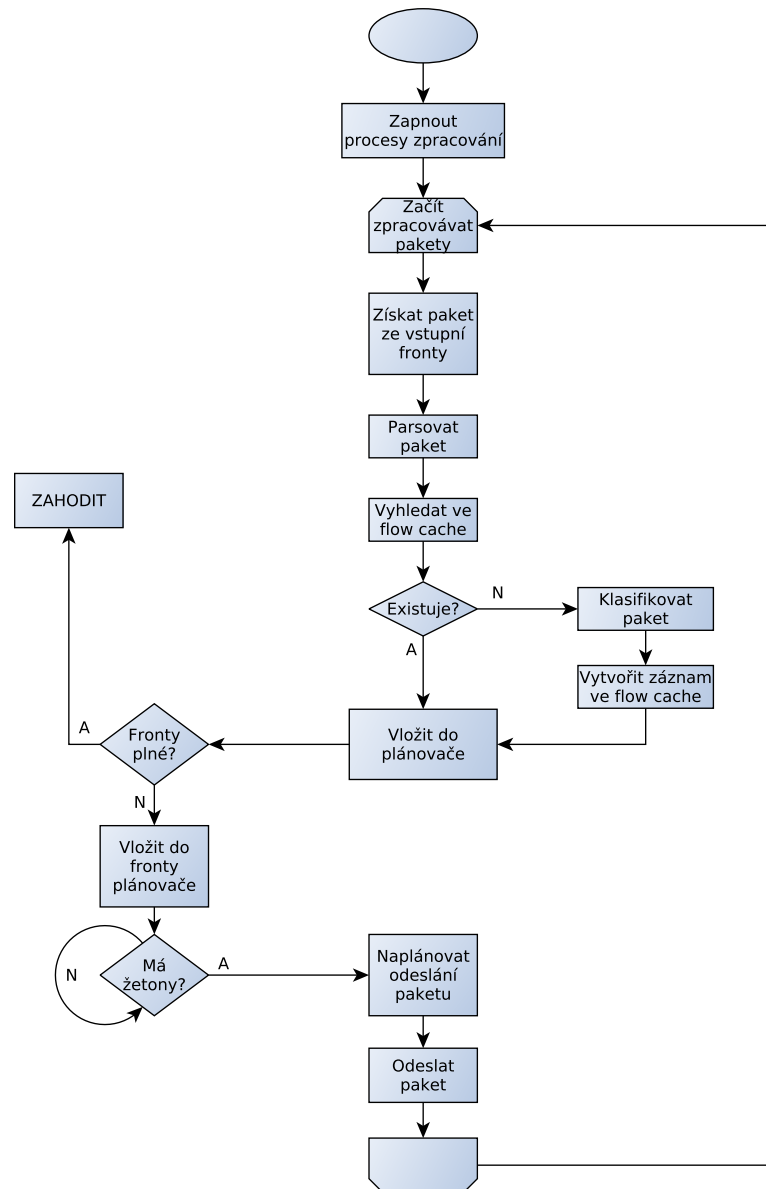 Zapnout
procesy zpracování
Začít
zpracovávat
pakety
Získat paket
ze vstupní
fronty
Parsovat
paket
Vyhledat ve
flow cache
ZAHODIT
Existuje?
N
Klasifikovat
paket
A
Vytvořit záznam
ve flow cache
Vložit do
plánovače
Fronty
plné?
A
N
Vložit do
fronty
plánovače
Má
žetony?
N
A
Naplánovat
odeslání
paketu
Odeslat
paket